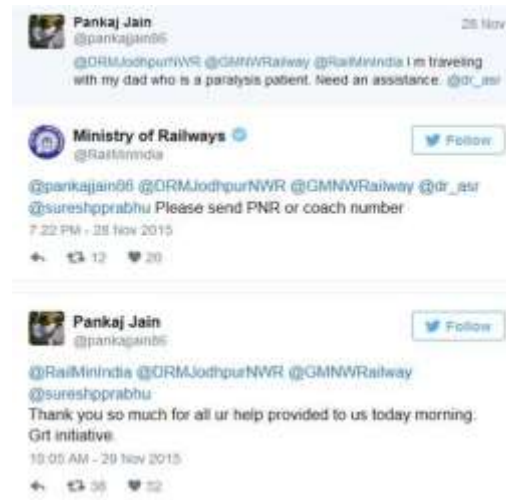 Pankaj Jain
28 Nov
@pankajjain86
@DRMJodhpurNWR @GMNWRailway @RailMinIndia I m traveling
with my dad who is a paralysis patient. Need an assistance. @dr_asr
Ministry of Railways
Follow
@RailMinIndia
@pankajjain86 @DRMJodhpurNWR @GMNWRailway @dr_asr
@sureshpprabhu Please send PNR or coach number
7:22 PM - 28 Nov 2015
12 20
Pankaj Jain
Follow
@pankajjain86
@RailMinIndia @DRMJodhpurNWR @GMNWRailway
@sureshpprabhu
Thank you so much for all ur help provided to us today morning.
Grt initiative.
10:05 AM - 29 Nov 2015
38 52